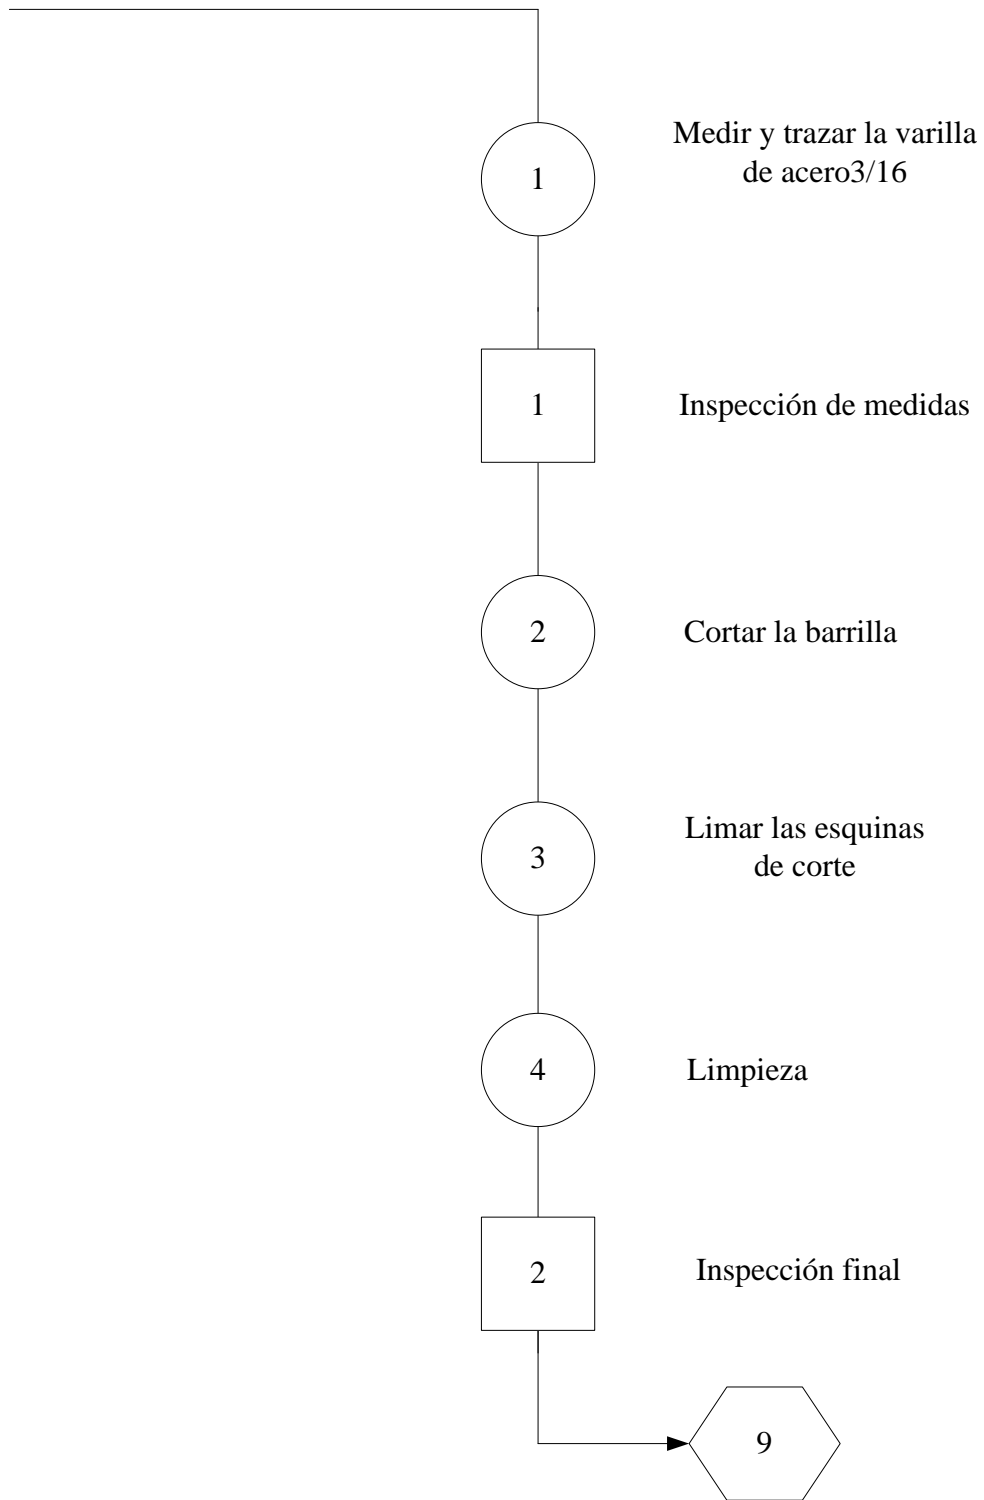 1
Medir y trazar la varilla
de acero3/16
1
Inspección de medidas
2
Cortar la barrilla
3
Limar las esquinas
de corte
4
Limpieza
2
Inspección final
9